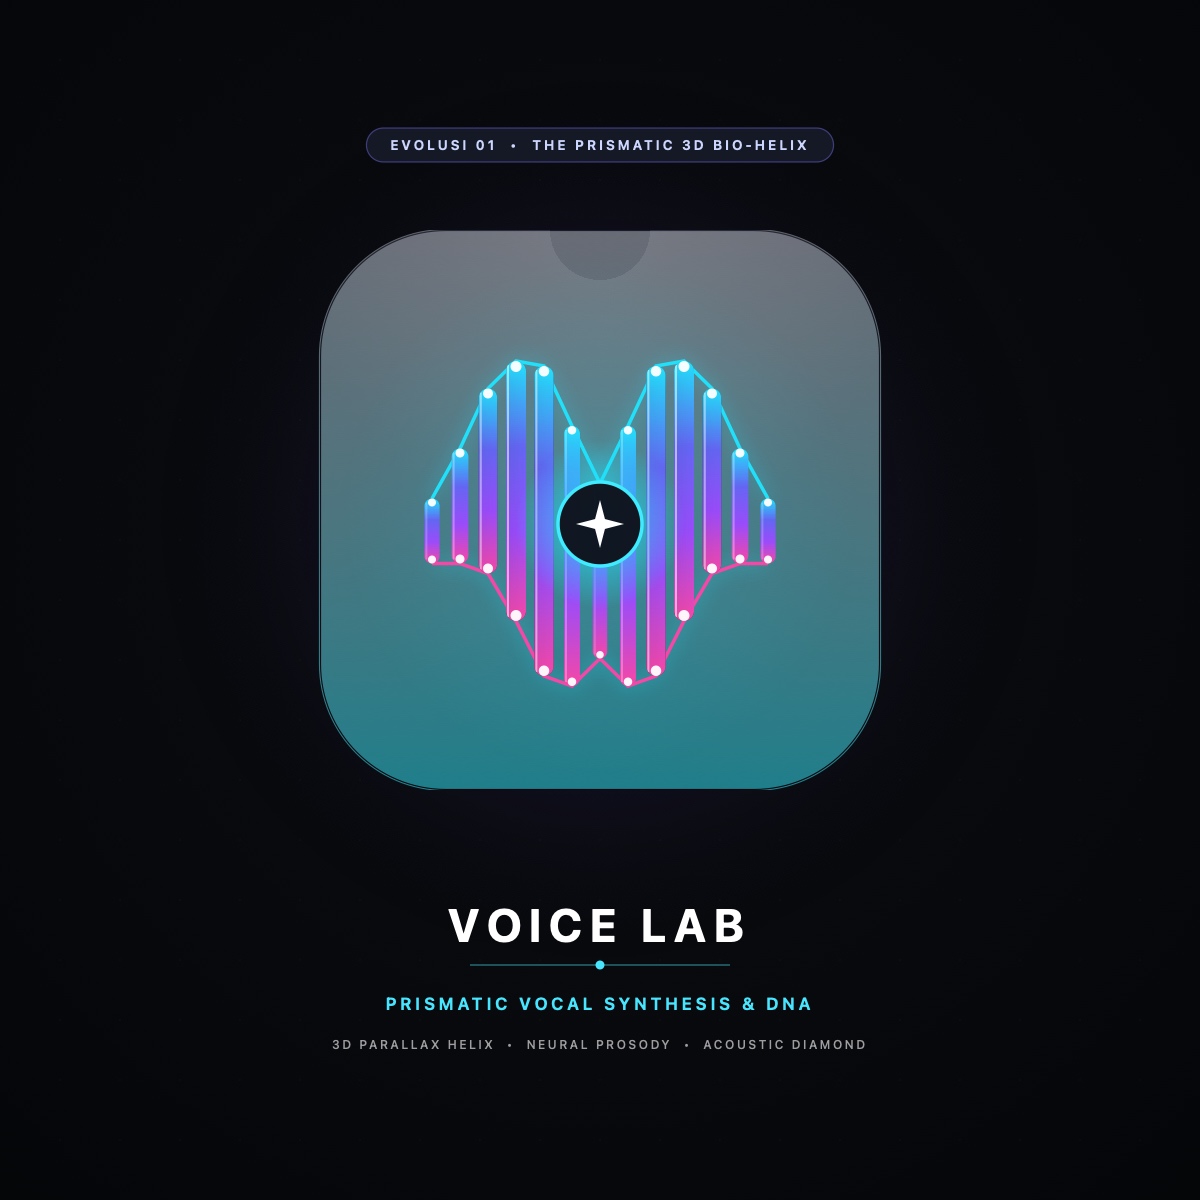 EVOLUSI 01 • THE PRISMATIC 3D BIO-HELIX
VOICE LAB
PRISMATIC VOCAL SYNTHESIS & DNA
3D PARALLAX HELIX • NEURAL PROSODY • ACOUSTIC DIAMOND